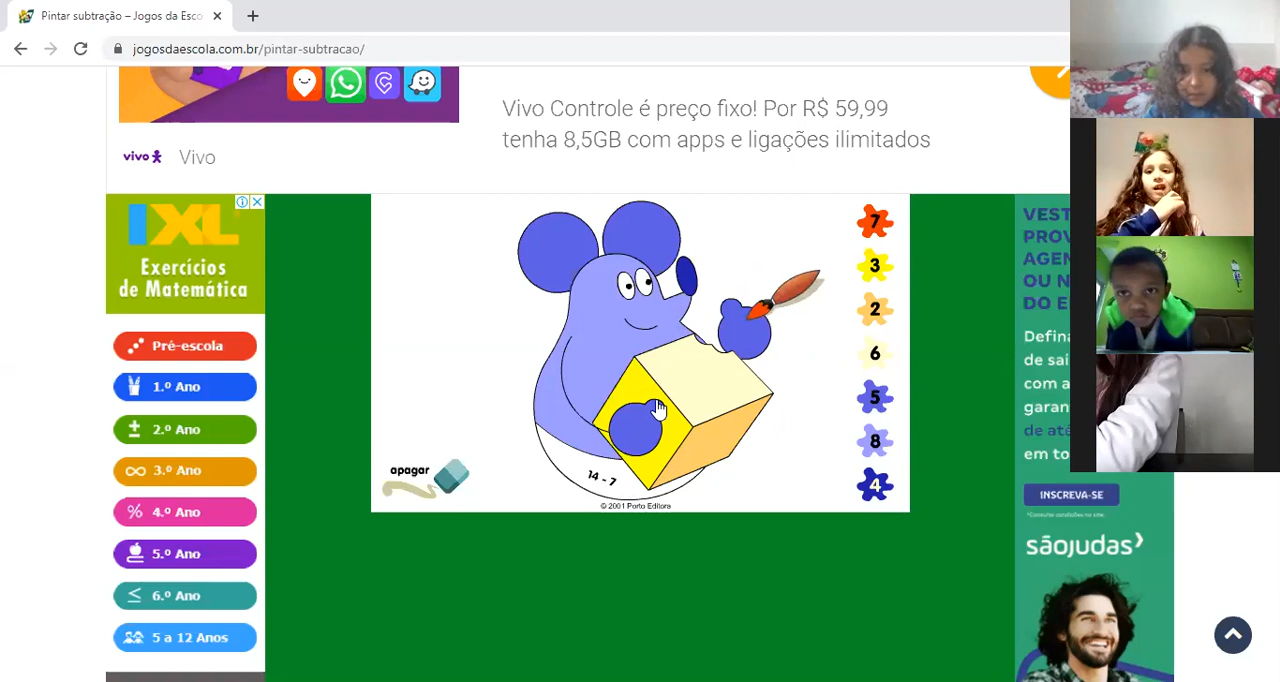 Pintar subtração – Jogos da Esco
jogosdaescola.com.br/pintar-subtracao/
Vivo Controle é preço fixo! Por R$ 59,99
tenha 8,5GB com apps e ligações ilimitados
vivo Vivo
IXL
Exercícios
de Matemática
Pré-escola
1.º Ano
2.º Ano
3.º Ano
4.º Ano
5.º Ano
6.º Ano
5 a 12 Anos
7
3
2
6
5
8
4
14 - 7
apagar
© 2001 Porto Editora
VEST
PROV
AGEN
OU N
DO E
Defina
de sai
com a
garan
de até
em to
INSCREVA-SE
sãojudas